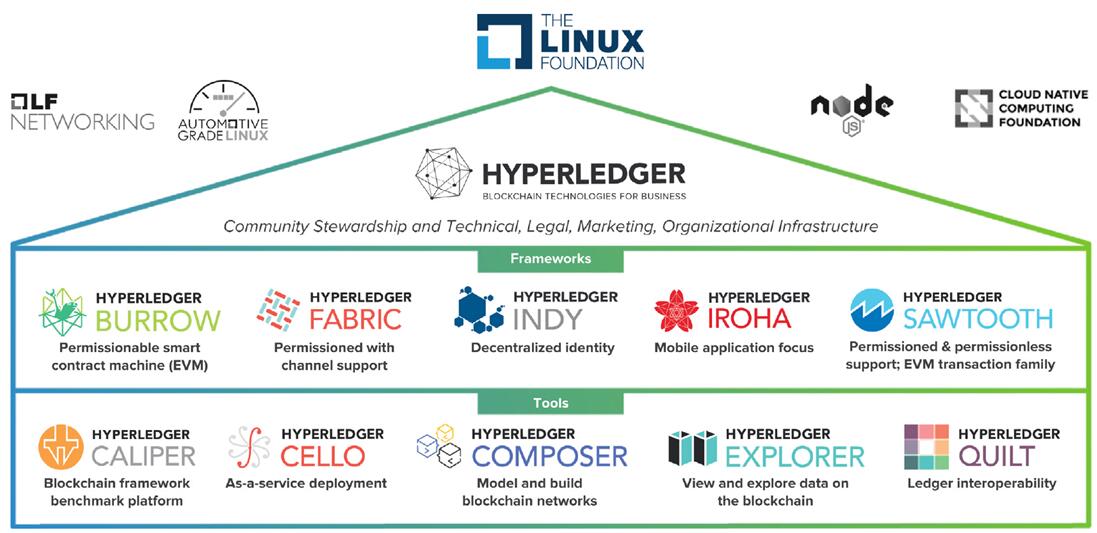 THE
LINUX
FOUNDATION
LF
NETWORKING
AUTOMOTIVE
GRADELINUX
node
JS
CLOUD NATIVE
COMPUTING
FOUNDATION
HYPERLEDGER
BLOCKCHAIN TECHNOLOGIES FOR BUSINESS
Community Stewardship and Technical, Legal, Marketing, Organizational Infrastructure
Frameworks
HYPERLEDGER
BURROW
Permissionable smart
contract machine (EVM)
HYPERLEDGER
FABRIC
Permissioned with
channel support
HYPERLEDGER
INDY
Decentralized identity
HYPERLEDGER
IROHA
Mobile application focus
HYPERLEDGER
SAWTOOTH
Permissioned & permissionless
support; EVM transaction family
Tools
HYPERLEDGER
CALIPER
Blockchain framework
benchmark platform
HYPERLEDGER
CELLO
As-a-service deployment
HYPERLEDGER
COMPOSER
Model and build
blockchain networks
HYPERLEDGER
EXPLORER
View and explore data on
the blockchain
HYPERLEDGER
QUILT
Ledger interoperability